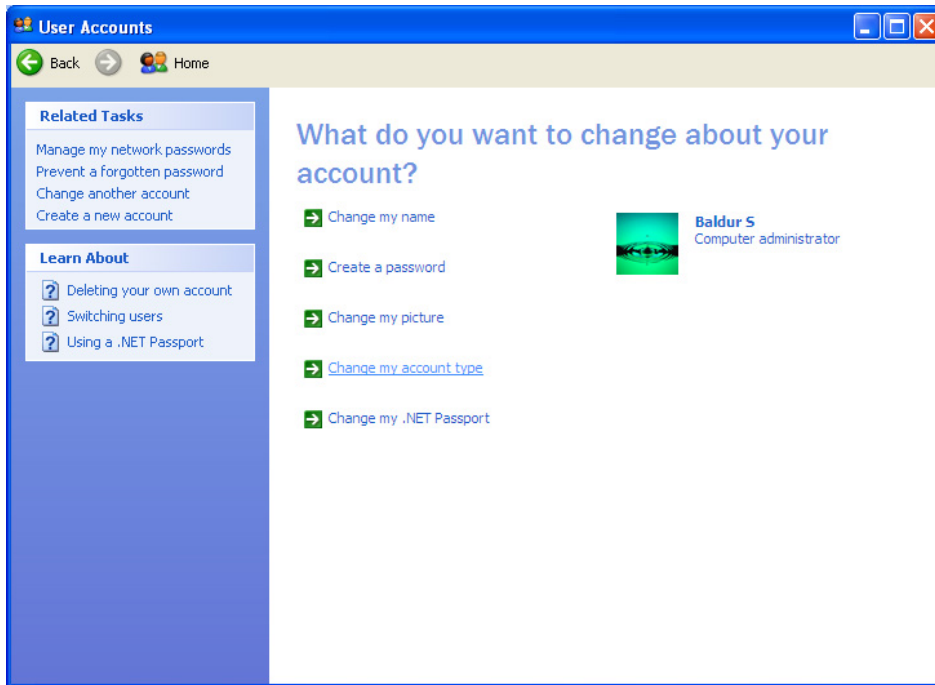 User Accounts
Back Home
Related Tasks
Manage my network passwords
Prevent a forgotten password
Change another account
Create a new account
Learn About
? Deleting your own account
? Switching users
? Using a .NET Passport
What do you want to change about your
account?
Change my name
Create a password
Change my picture
Change my account type
Change my .NET Passport
Baldur S
Computer administrator